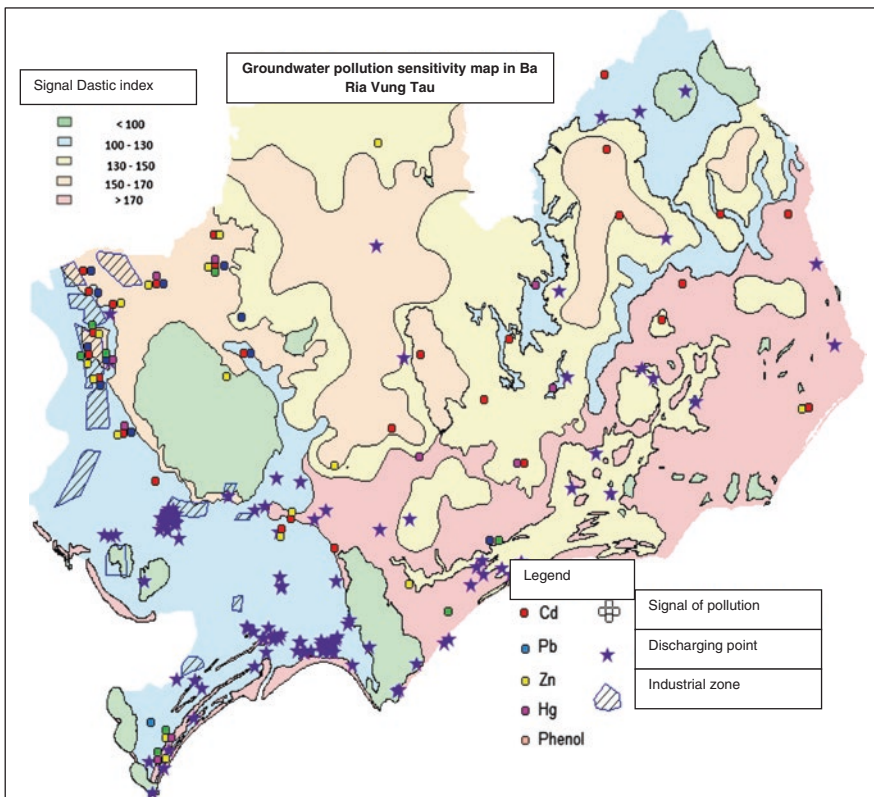 Groundwater pollution sensitivity map in Ba
Ria Vung Tau
Signal Dastic index
< 100
100 - 130
130 - 150
150 - 170
> 170
Legend
Cd
Pb
Zn
Hg
Phenol
Signal of pollution
Discharging point
Industrial zone